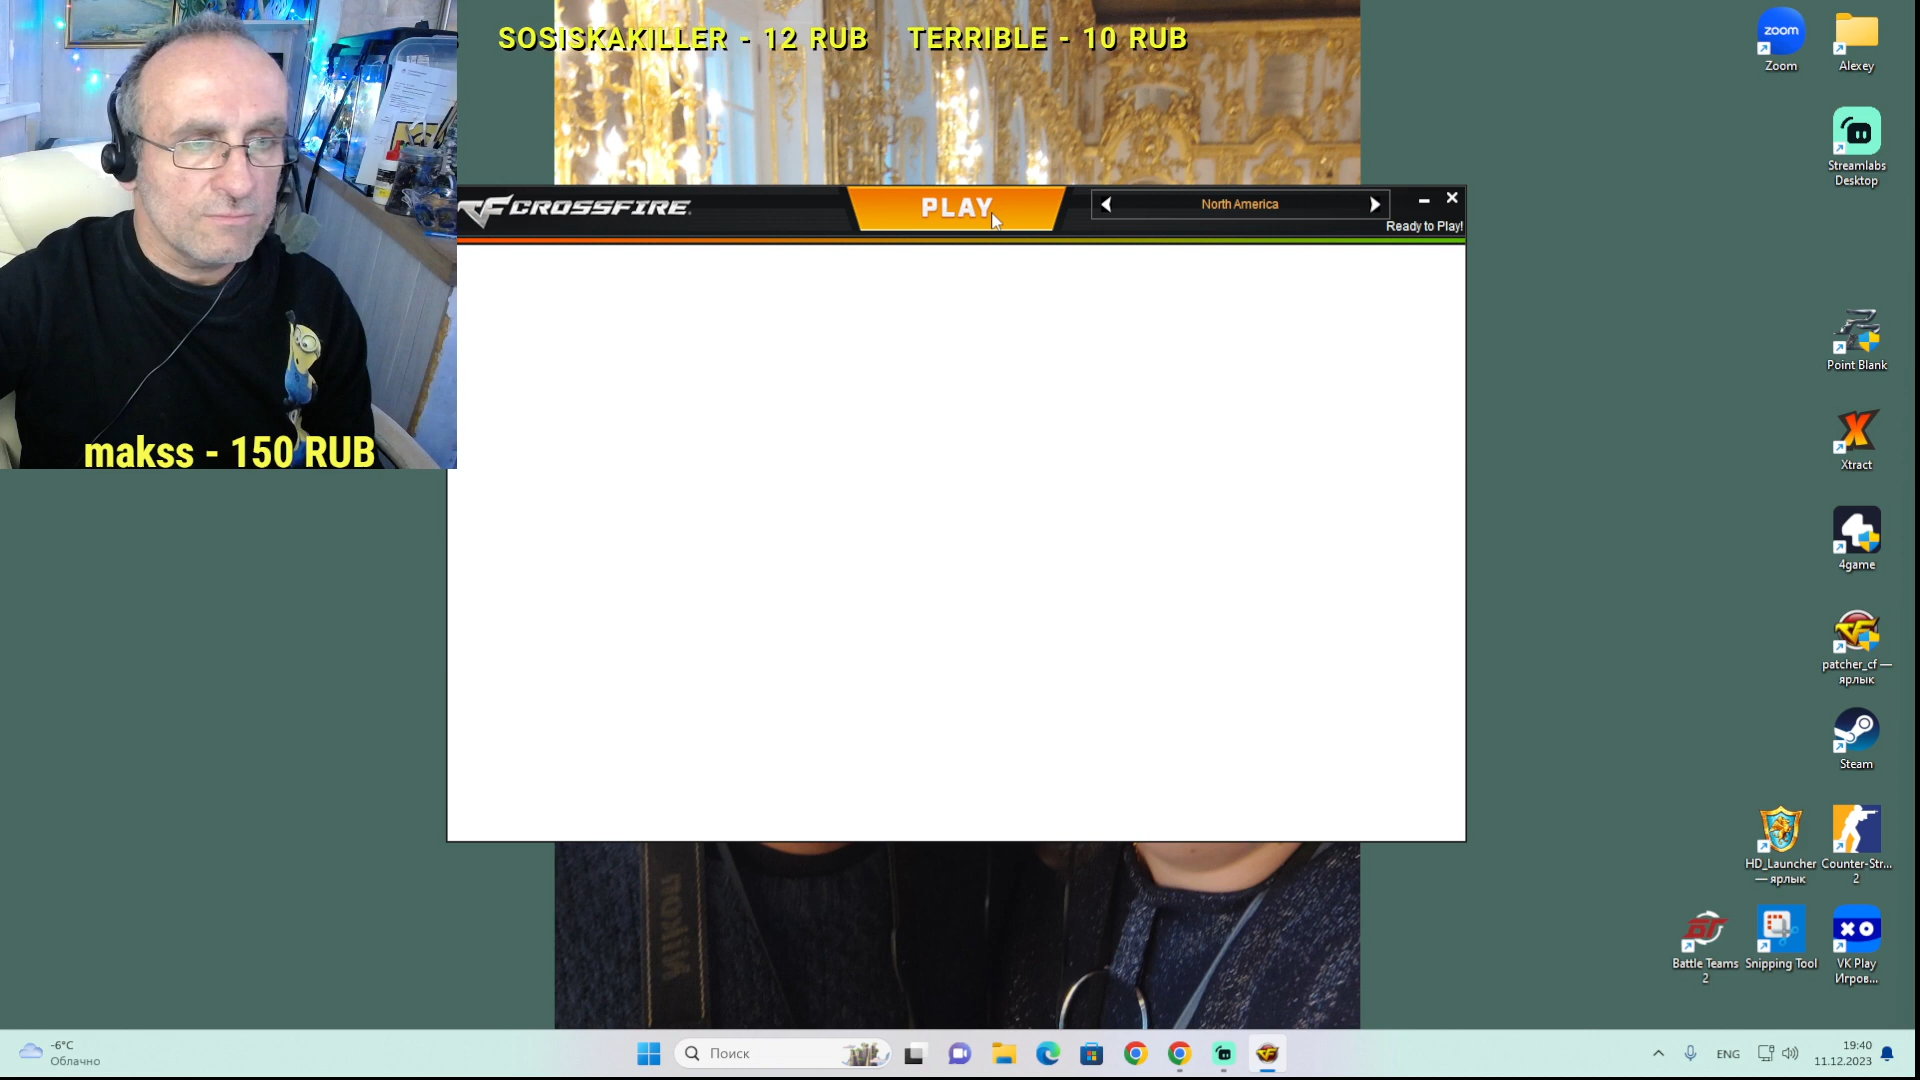 SOSISKAKILLER - 12 RUB TERRIBLE - 10 RUB
makss - 150 RUB
CROSSFIRE
PLAY
North America
Ready to Play!
Zoom
zoom
Alexey
Streamlabs
Desktop
Point Blank
Xtract
4game
patcher_cf —
ярлык
Steam
HD_Launcher
— ярлык
Counter-Str...
2
Battle Teams
2
Snipping Tool
VK Play
Игров...
Nikon
-6°C
Облачно
Поиск
ENG
19:40
11.12.2023